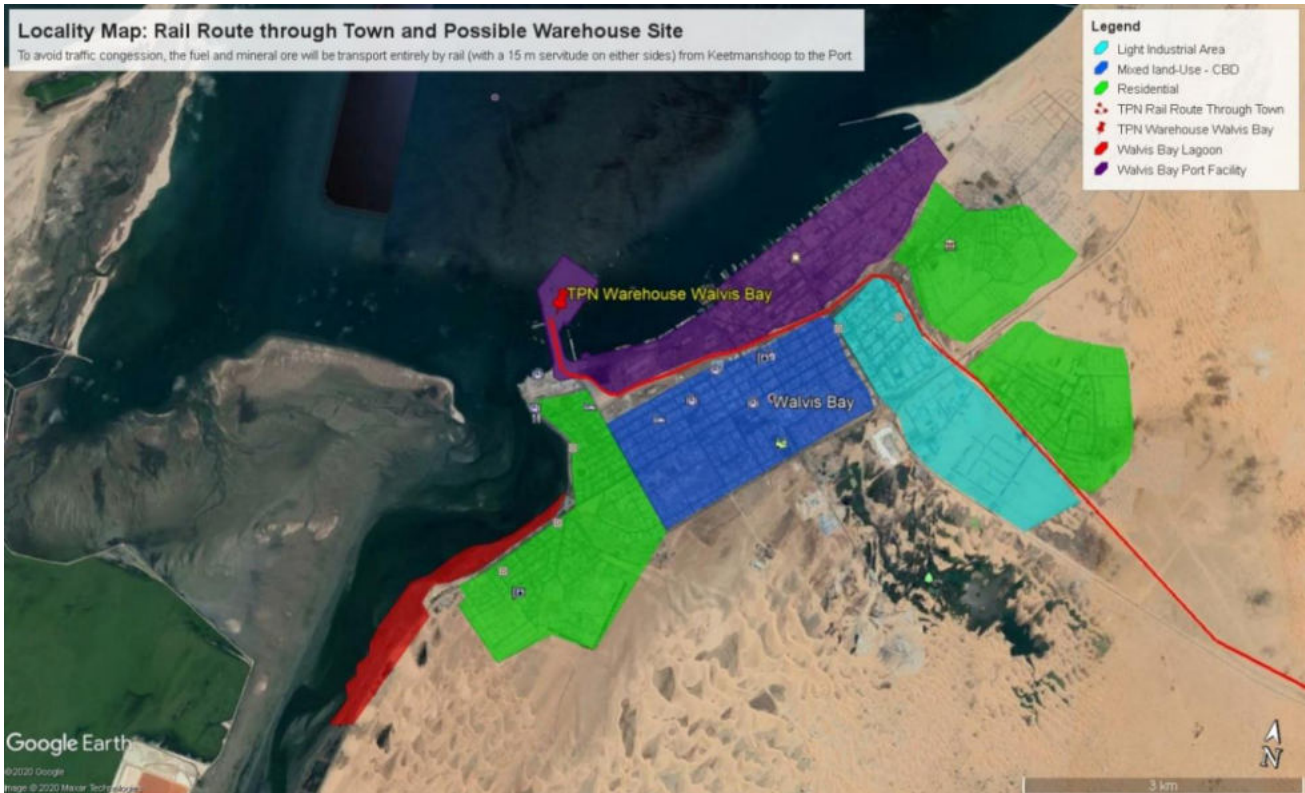 Locality Map: Rail Route through Town and Possible Warehouse Site
To avoid traffic congession, the fuel and mineral ore will be transport entirely by rail (with a 15 m servitude on either sides) from Keetmanshoop to the Port
Legend
Light Industrial Area
Mixed land-Use - CBD
Residential
TPN Rail Route Through Town
TPN Warehouse Walvis Bay
Walvis Bay Lagoon
Walvis Bay Port Facility
TPN Warehouse Walvis Bay
Walvis Bay
Google Earth
©2020 Google
Image © 2020 Maxar Technologies
N
3 km